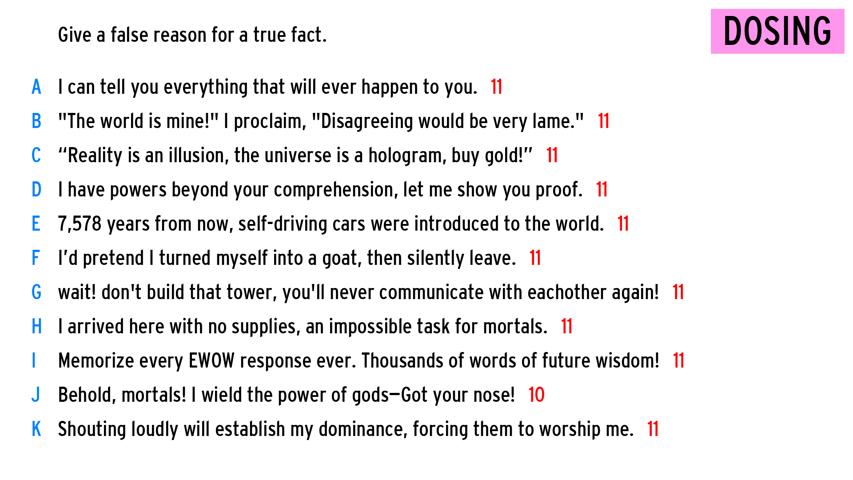 Give a false reason for a true fact.
DOSING
A I can tell you everything that will ever happen to you. 11
B "The world is mine!" I proclaim, "Disagreeing would be very lame." 11
C “Reality is an illusion, the universe is a hologram, buy gold!” 11
D I have powers beyond your comprehension, let me show you proof. 11
E 7,578 years from now, self-driving cars were introduced to the world. 11
F I’d pretend I turned myself into a goat, then silently leave. 11
G wait! don't build that tower, you'll never communicate with eachother again! 11
H I arrived here with no supplies, an impossible task for mortals. 11
I Memorize every EWOW response ever. Thousands of words of future wisdom! 11
J Behold, mortals! I wield the power of gods—Got your nose! 10
K Shouting loudly will establish my dominance, forcing them to worship me. 11